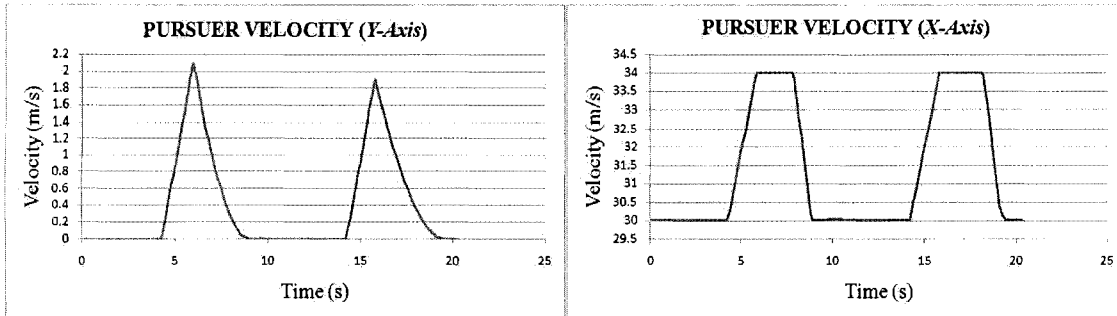 PURSUER VELOCITY (Y-Axis)
2.2
2
1.8
1.6
1.4
1.2
1
0.8
0.6
0.4
0.2
0
Velocity (m/s)
0 5 10 15 20 25
Time (s)
PURSUER VELOCITY (X-Axis)
34.5
34
33.5
33
32.5
32
31.5
31
30.5
30
29.5
Velocity (m/s)
0 5 10 15 20 25
Time (s)